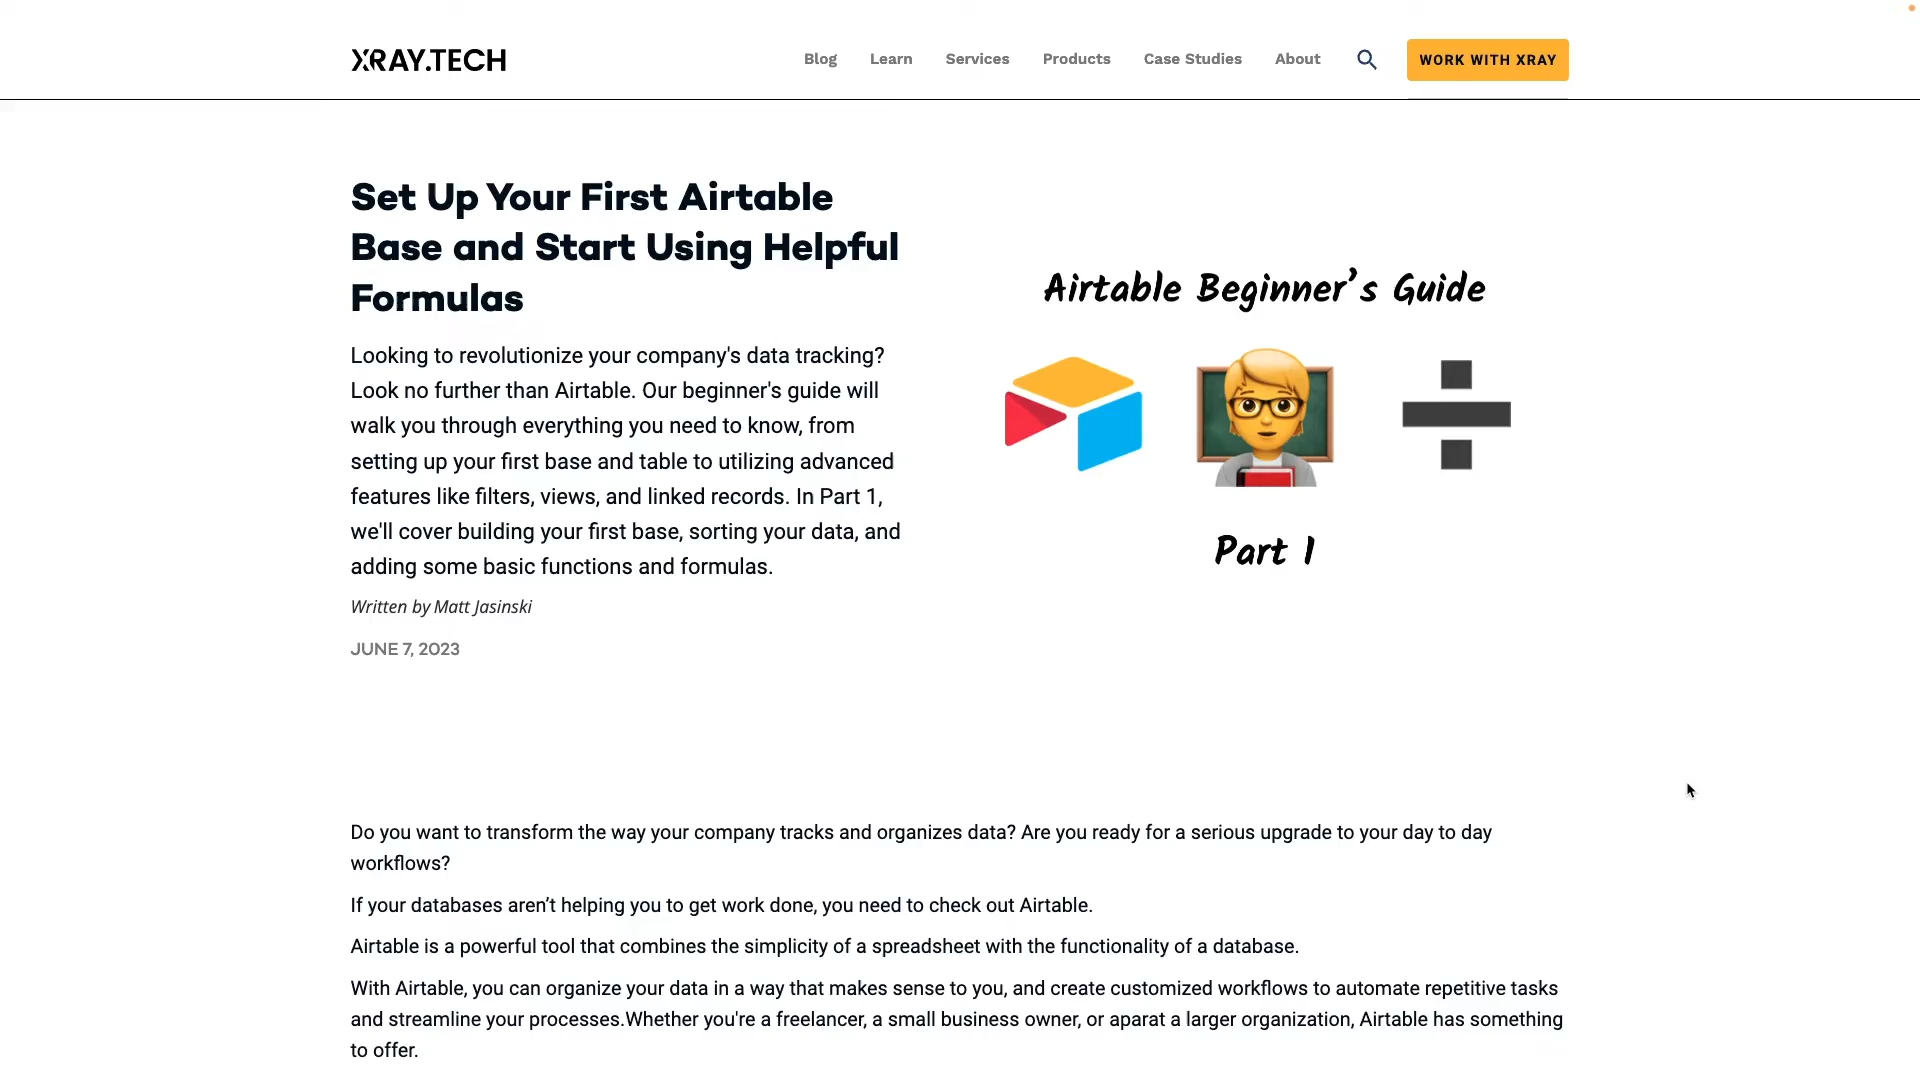 XRAY.TECH
Blog Learn Services Products Case Studies About WORK WITH XRAY
Set Up Your First Airtable
Base and Start Using Helpful
Formulas
Looking to revolutionize your company's data tracking?
Look no further than Airtable. Our beginner's guide will
walk you through everything you need to know, from
setting up your first base and table to utilizing advanced
features like filters, views, and linked records. In Part 1,
we'll cover building your first base, sorting your data, and
adding some basic functions and formulas.
Written by Matt Jasinski
JUNE 7, 2023
Airtable Beginner’s Guide
Part 1
Do you want to transform the way your company tracks and organizes data? Are you ready for a serious upgrade to your day to day
workflows?
If your databases aren’t helping you to get work done, you need to check out Airtable.
Airtable is a powerful tool that combines the simplicity of a spreadsheet with the functionality of a database.
With Airtable, you can organize your data in a way that makes sense to you, and create customized workflows to automate repetitive tasks
and streamline your processes.Whether you're a freelancer, a small business owner, or aparat a larger organization, Airtable has something
to offer.